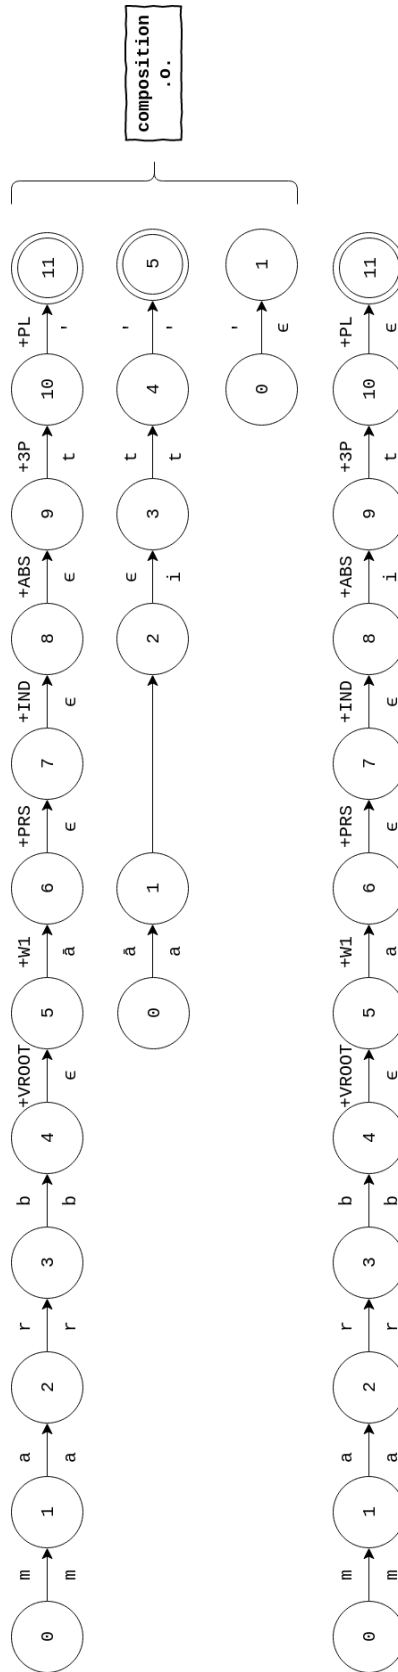 m a r b +VROOT +W1 +PRS +IND +ABS +3P +PL
0 1 2 3 4 5 6 7 8 9 10 11
m a r b ϵ ā ϵ ϵ ϵ t '
ā ϵ t '
0 1 2 3 4 5
a i t '
'
0 1
ϵ
composition
.o.
m a r b +VROOT +W1 +PRS +IND +ABS +3P +PL
0 1 2 3 4 5 6 7 8 9 10 11
m a r b ϵ a ϵ ϵ i t ϵ